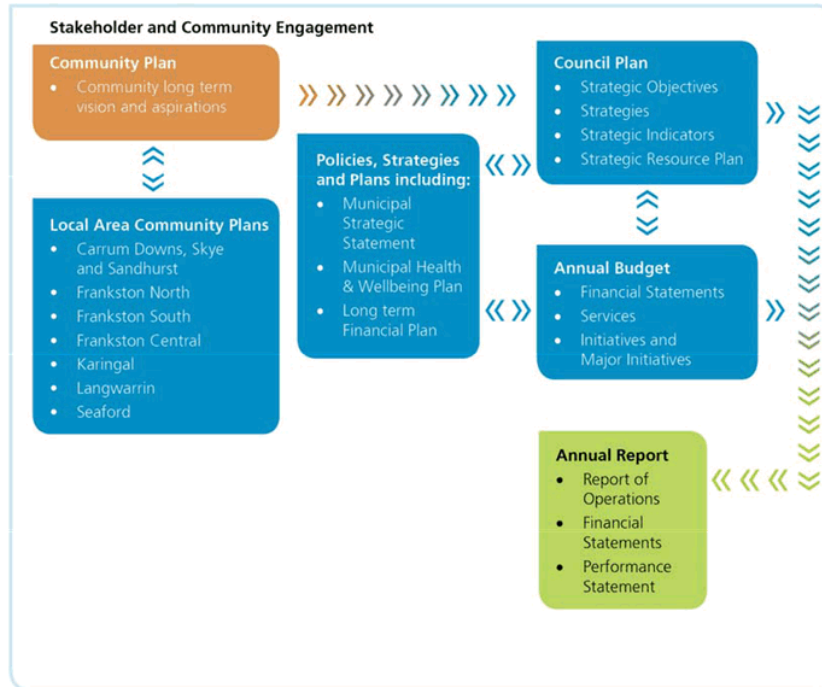 Stakeholder and Community Engagement
Community Plan
• Community long term
vision and aspirations
Council Plan
• Strategic Objectives
• Strategies
• Strategic Indicators
• Strategic Resource Plan
Policies, Strategies
and Plans including:
• Municipal
Strategic
Statement
• Municipal Health
& Wellbeing Plan
• Long term
Financial Plan
Local Area Community Plans
• Carrum Downs, Skye
and Sandhurst
• Frankston North
• Frankston South
• Frankston Central
• Karingal
• Langwarrin
• Seaford
Annual Budget
• Financial Statements
• Services
• Initiatives and
Major Initiatives
Annual Report
• Report of
Operations
• Financial
Statements
• Performance
Statement